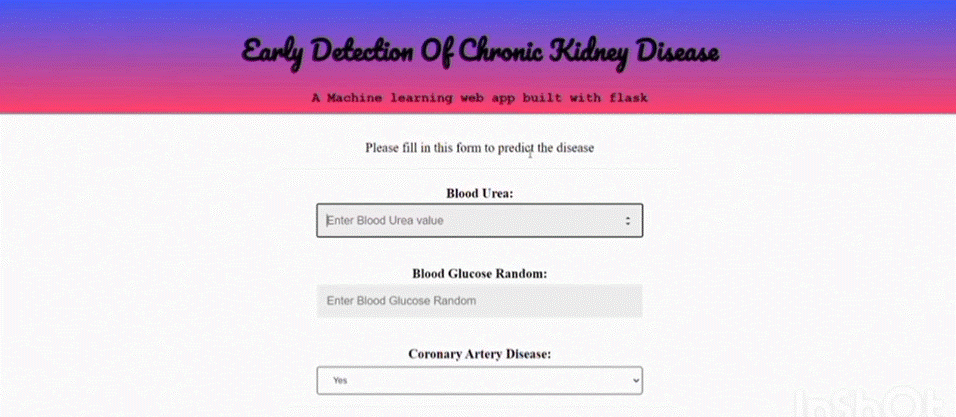 Early Detection Of Chronic Kidney Disease
A Machine learning web app built with flask
Please fill in this form to predict the disease
Blood Urea:
Enter Blood Urea value
Blood Glucose Random:
Enter Blood Glucose Random
Coronary Artery Disease:
Yes
InshOt